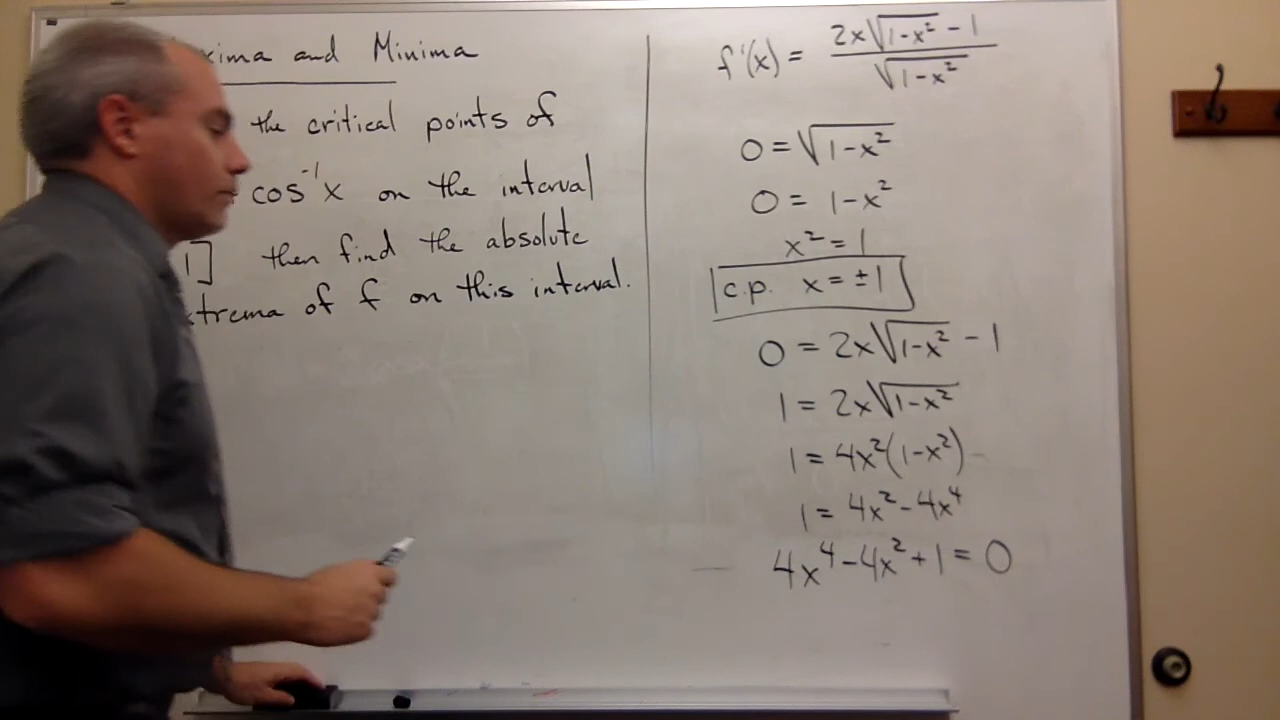 xima and Minima
the critical points of
cos⁻¹x on the interval
1] then find the absolute
trema of f on this interval.
f'(x) = (2x√(1-x²) - 1)/√(1-x²)
0 = √(1-x²)
0 = 1-x²
x² = 1
c.p. x = ±1
0 = 2x√(1-x²) - 1
1 = 2x√(1-x²)
1 = 4x²(1-x²)
1 = 4x² - 4x⁴
4x⁴ - 4x² + 1 = 0